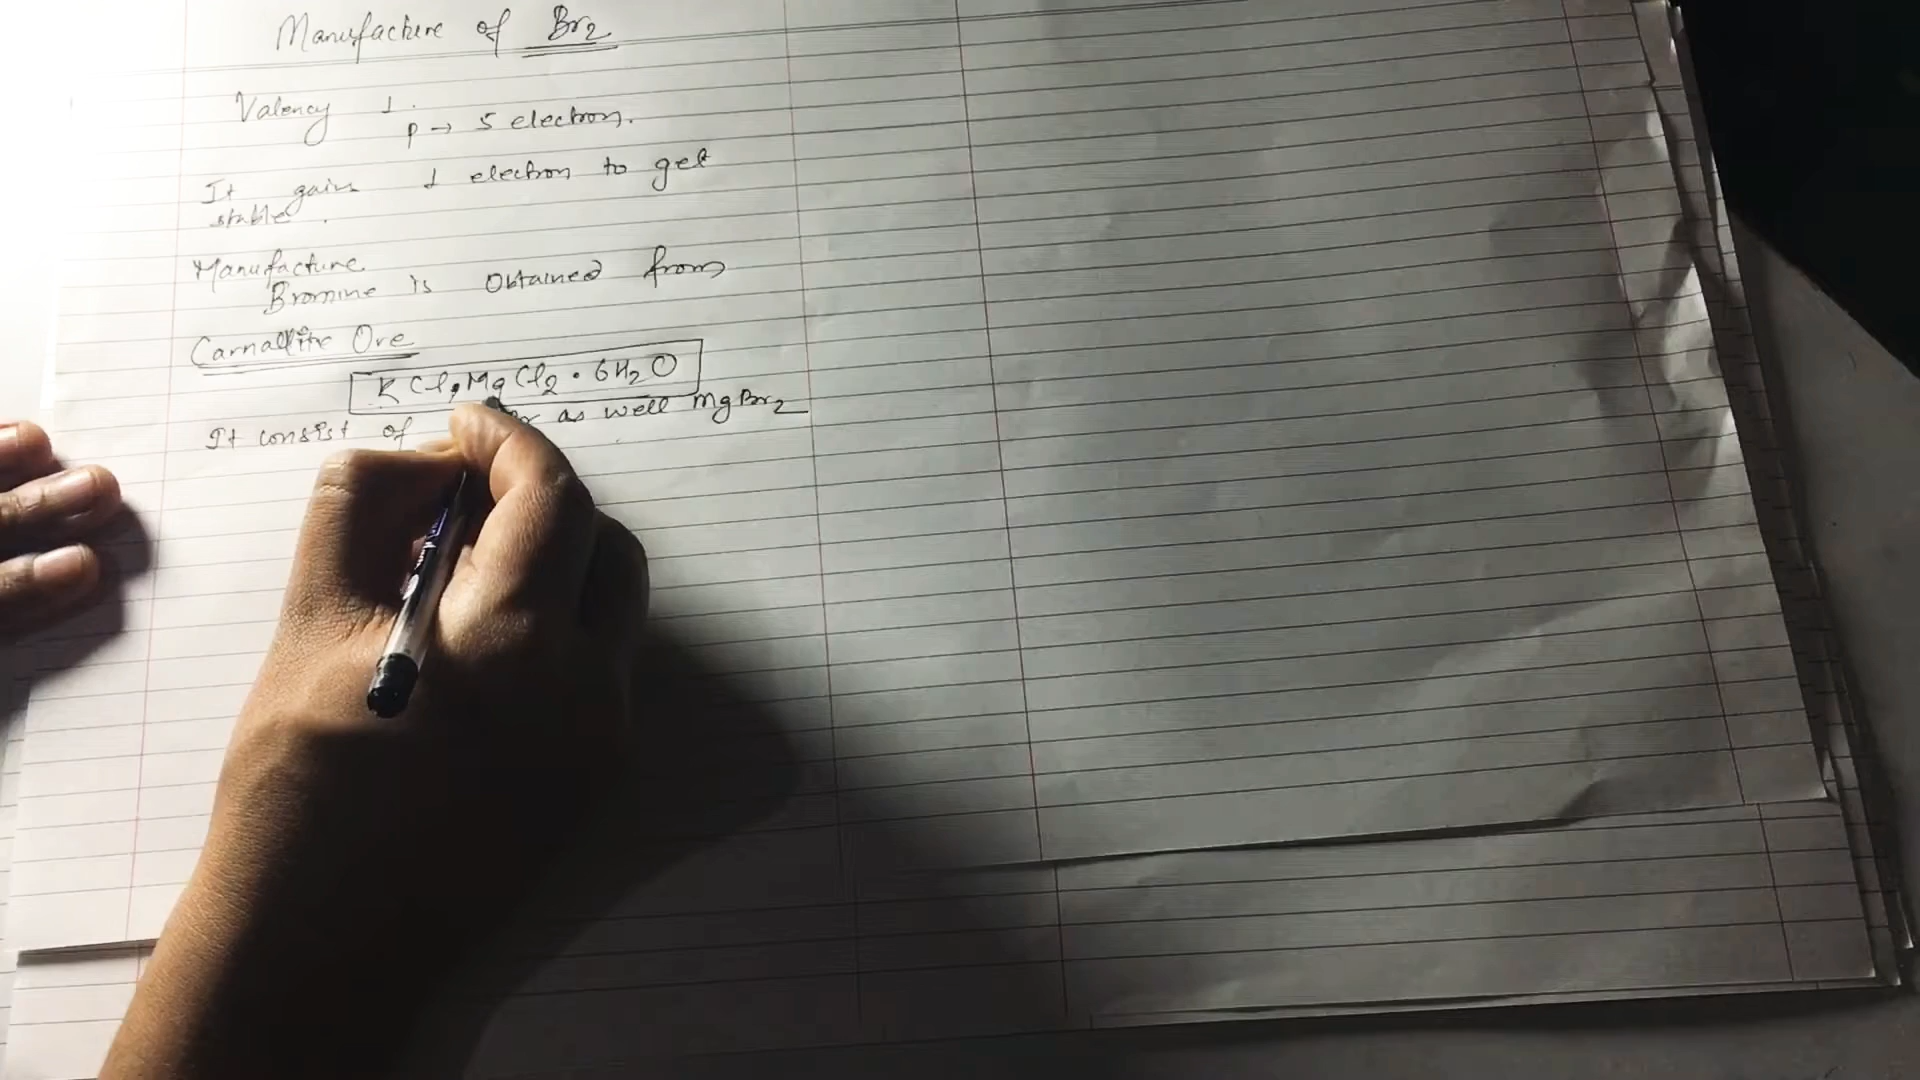 Manufacture of Br2
Valency 1.
p → 5 electron.
It gains 1 electron to get
stable.
Manufacture
Bromine is Obtained from
Carnallite Ore
KCl.MgCl2.6H2O
It consist of as well MgBr2